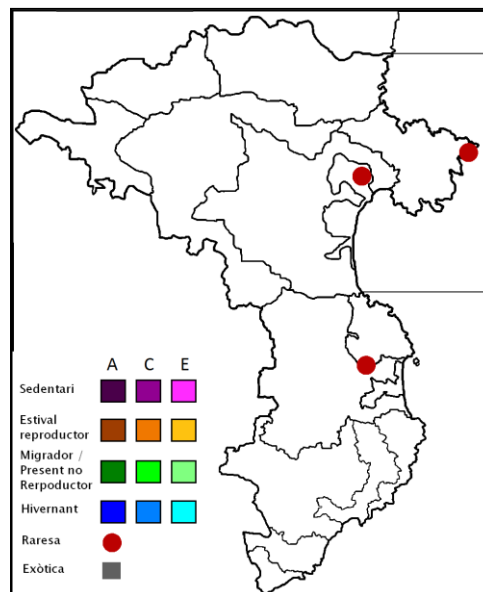 A C E
Sedentari
Estival
reproductor
Migrador /
Present no
Rerpoductor
Hivernant
Raresa
Exòtica